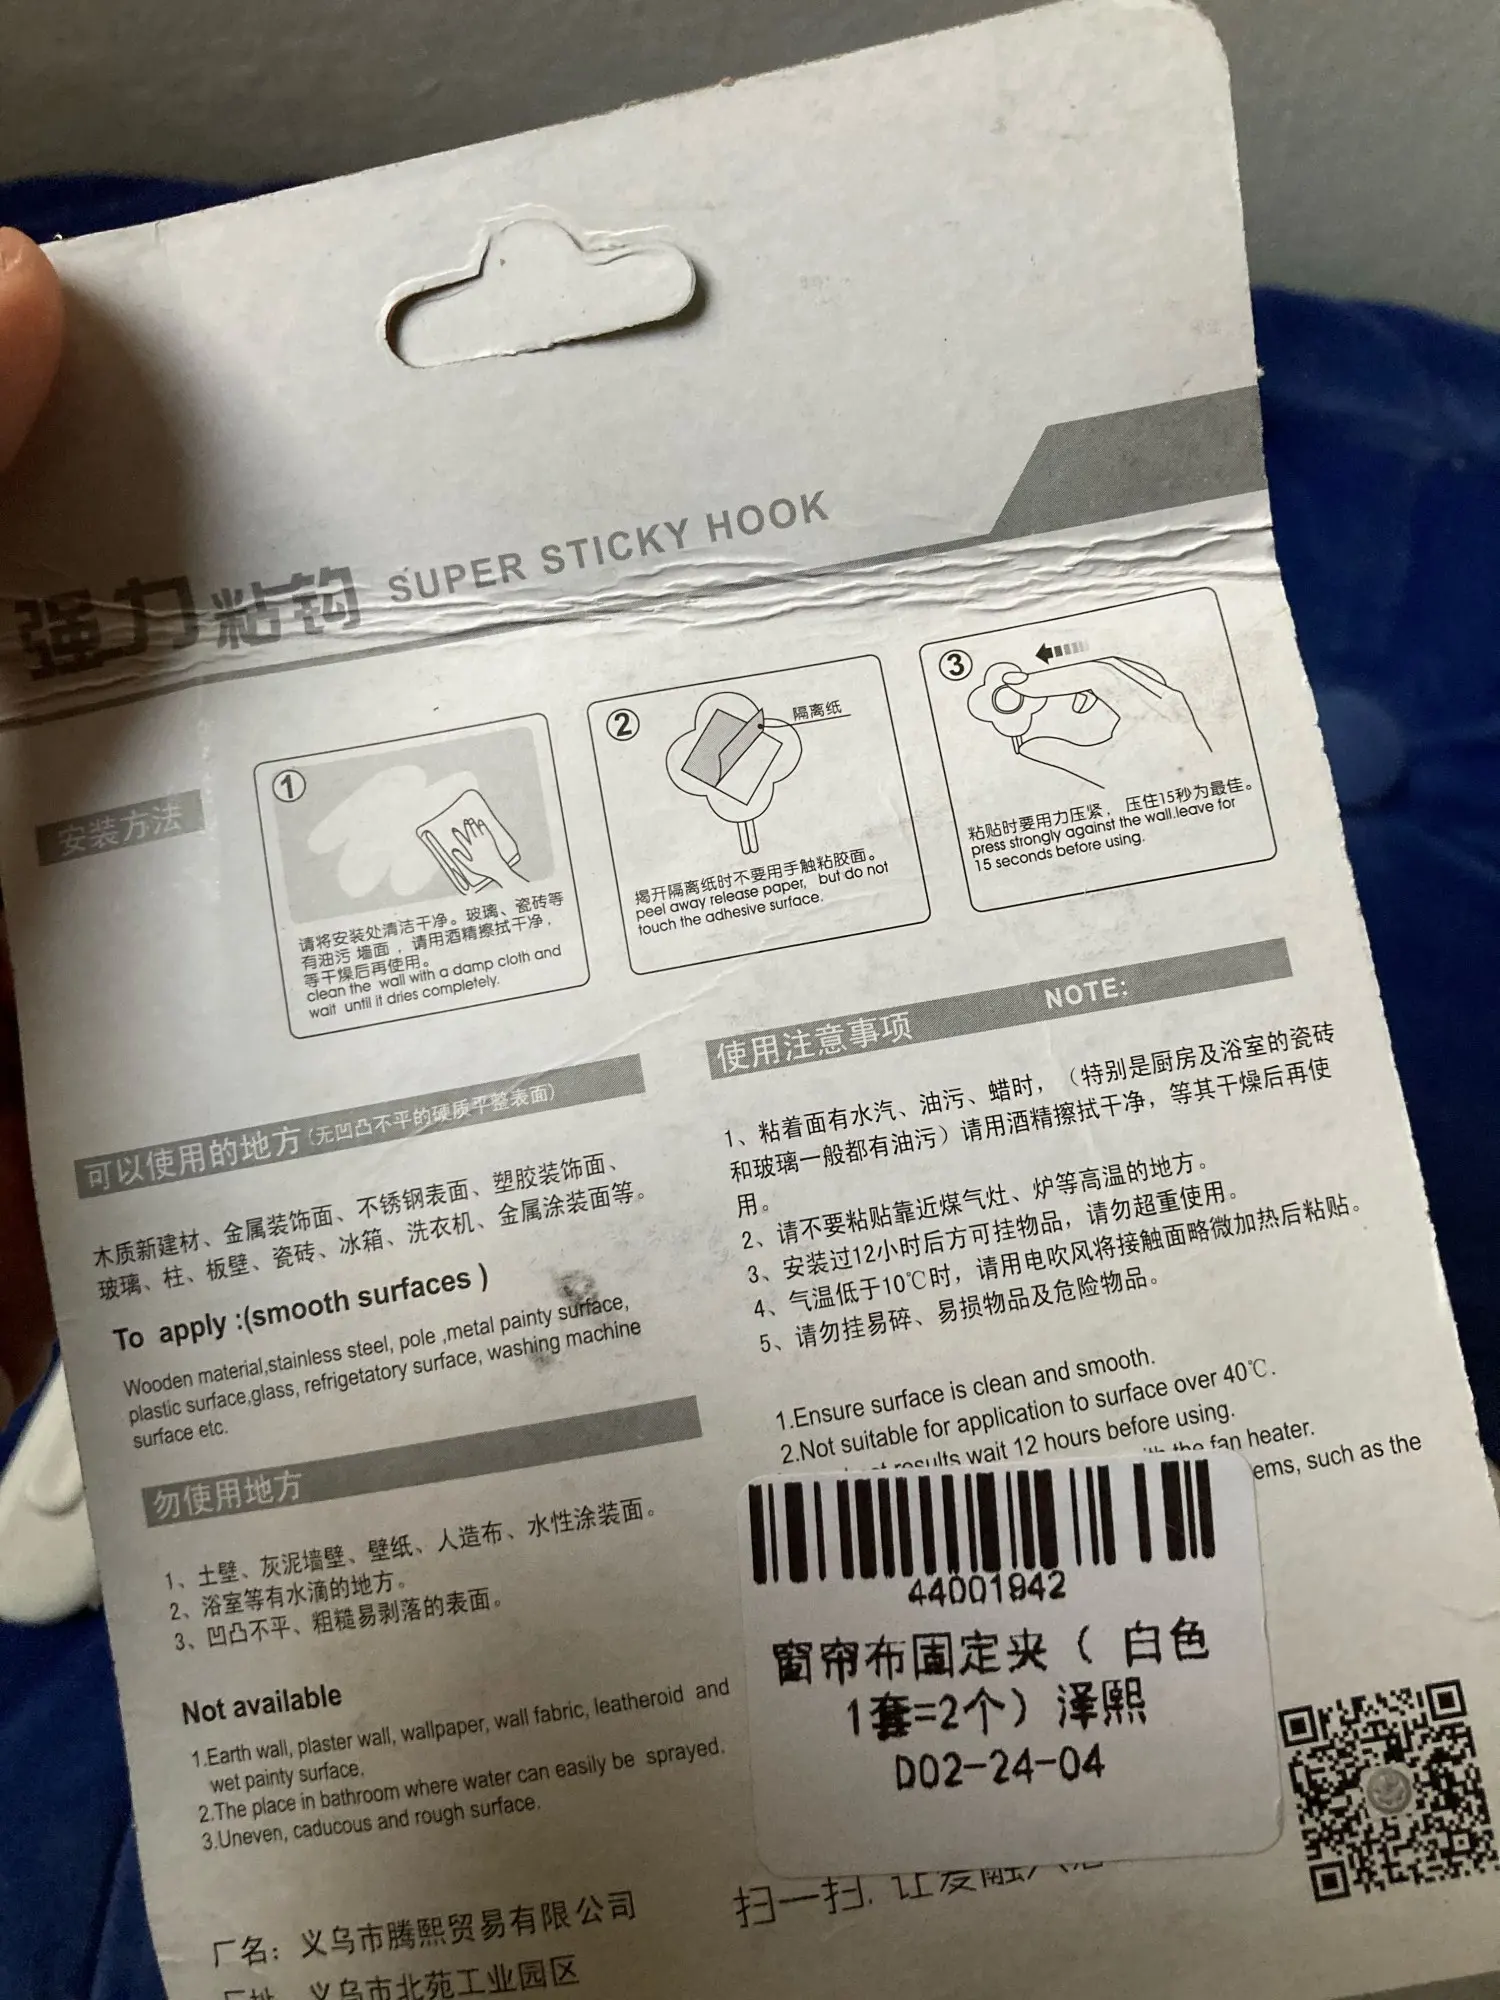 强力粘钩 SUPER STICKY HOOK
安装方法
①
请将安装处清洁干净。玻璃、瓷砖等
有油污 墙面，请用酒精擦拭干净，
等干燥后再使用。
clean the wall with a damp cloth and
wait until it dries completely.
②
隔离纸
揭开隔离纸时不要用手触粘胶面。
peel away release paper, but do not
touch the adhesive surface.
③
粘贴时要用力压紧，压住15秒为最佳。
press strongly against the wall.leave for
15 seconds before using.
可以使用的地方(无凹凸不平的硬质平整表面)
木质新建材、金属装饰面、不锈钢表面、塑胶装饰面、
玻璃、柱、板壁、瓷砖、冰箱、洗衣机、金属涂装面等。
To apply :(smooth surfaces )
Wooden material,stainless steel, pole ,metal painty surface,
plastic surface,glass, refrigetatory surface, washing machine
surface etc.
勿使用地方
1、土壁、灰泥墙壁、壁纸、人造布、水性涂装面。
2、浴室等有水滴的地方。
3、凹凸不平、粗糙易剥落的表面。
Not available
1.Earth wall, plaster wall, wallpaper, wall fabric, leatheroid and
wet painty surface.
2.The place in bathroom where water can easily be sprayed.
3.Uneven, caducous and rough surface.
使用注意事项 NOTE:
1、粘着面有水汽、油污、蜡时，（特别是厨房及浴室的瓷砖
和玻璃一般都有油污）请用酒精擦拭干净，等其干燥后再使
用。
2、请不要粘贴靠近煤气灶、炉等高温的地方。
3、安装过12小时后方可挂物品，请勿超重使用。
4、气温低于10℃时，请用电吹风将接触面略微加热后粘贴。
5、请勿挂易碎、易损物品及危险物品。
1.Ensure surface is clean and smooth.
2.Not suitable for application to surface over 40℃.
results wait 12 hours before using.
the fan heater.
ems, such as the
44001942
窗帘布固定夹（ 白色
1套=2个）泽熙
D02-24-04
扫一扫, 让
厂名：义乌市腾熙贸易有限公司
义乌市北苑工业园区